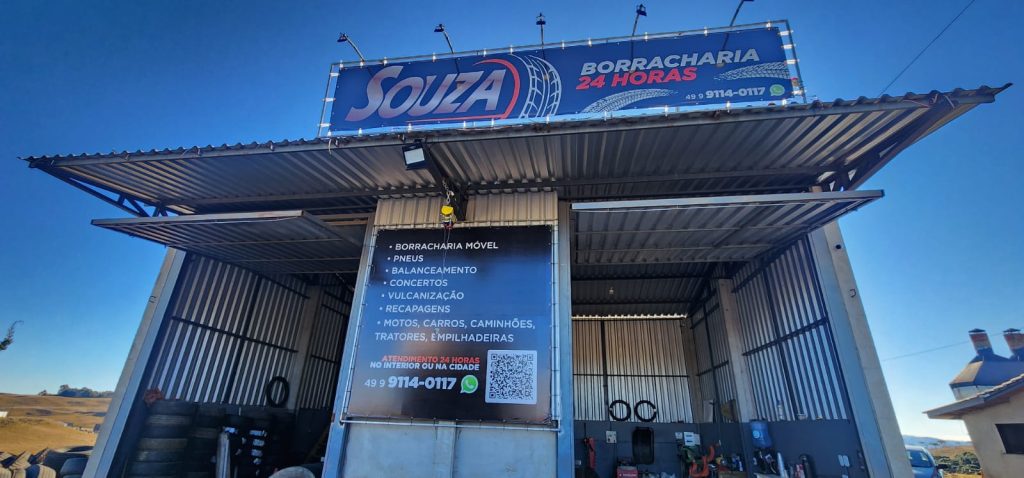 SOUZA
BORRACHARIA
24 HORAS
49 9 9114-0117
• BORRACHARIA MÓVEL
• PNEUS
• BALANCEAMENTO
• CONCERTOS
• VULCANIZAÇÃO
• RECAPAGENS
• MOTOS, CARROS, CAMINHÕES,
TRATORES, EMPILHADEIRAS
ATENDIMENTO 24 HORAS
NO INTERIOR OU NA CIDADE
49 9 9114-0117